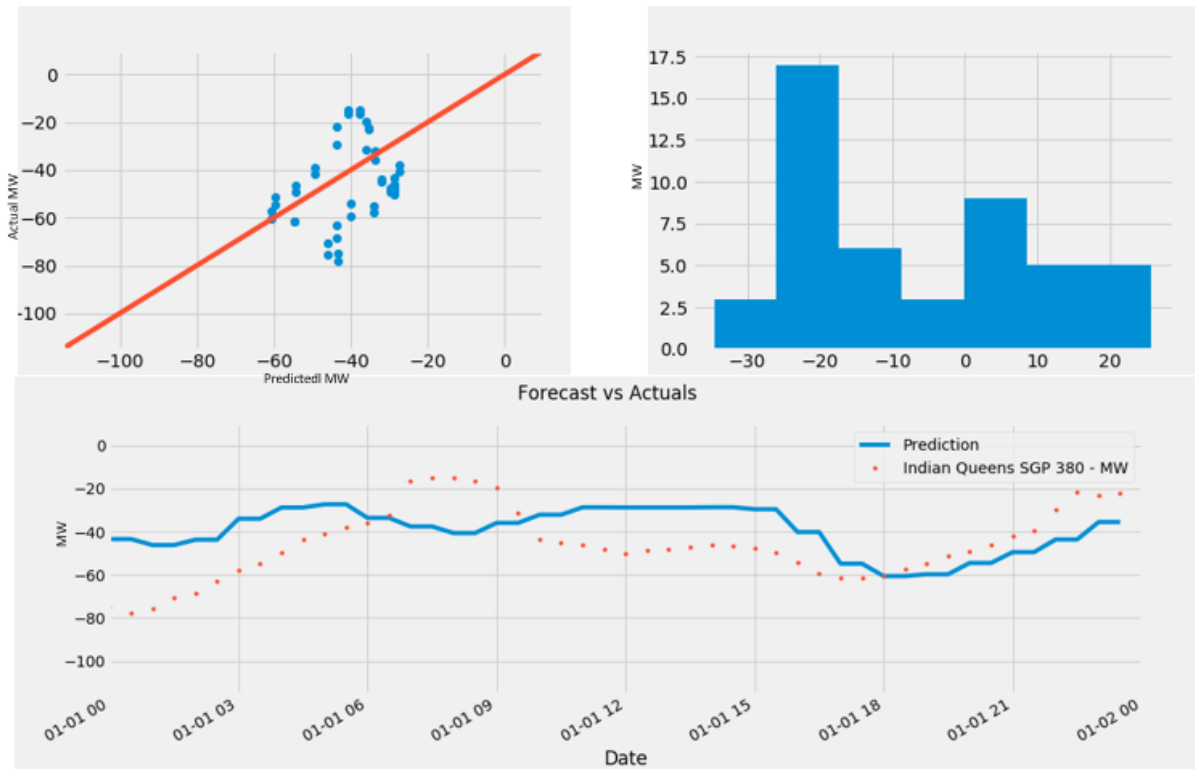 0
−20
−40
−60
−80
-100
Actual MW
−100 −80 −60 −40 −20 0
PredictedI MW
17.5
15.0
12.5
10.0
7.5
5.0
2.5
0.0
MW
−30 −20 −10 0 10 20
Forecast vs Actuals
Prediction
Indian Queens SGP 380 - MW
0
−20
−40
−60
−80
−100
MW
01-01 00 01-01 03 01-01 06 01-01 09 01-01 12 01-01 15 01-01 18 01-01 21 01-02 00
Date